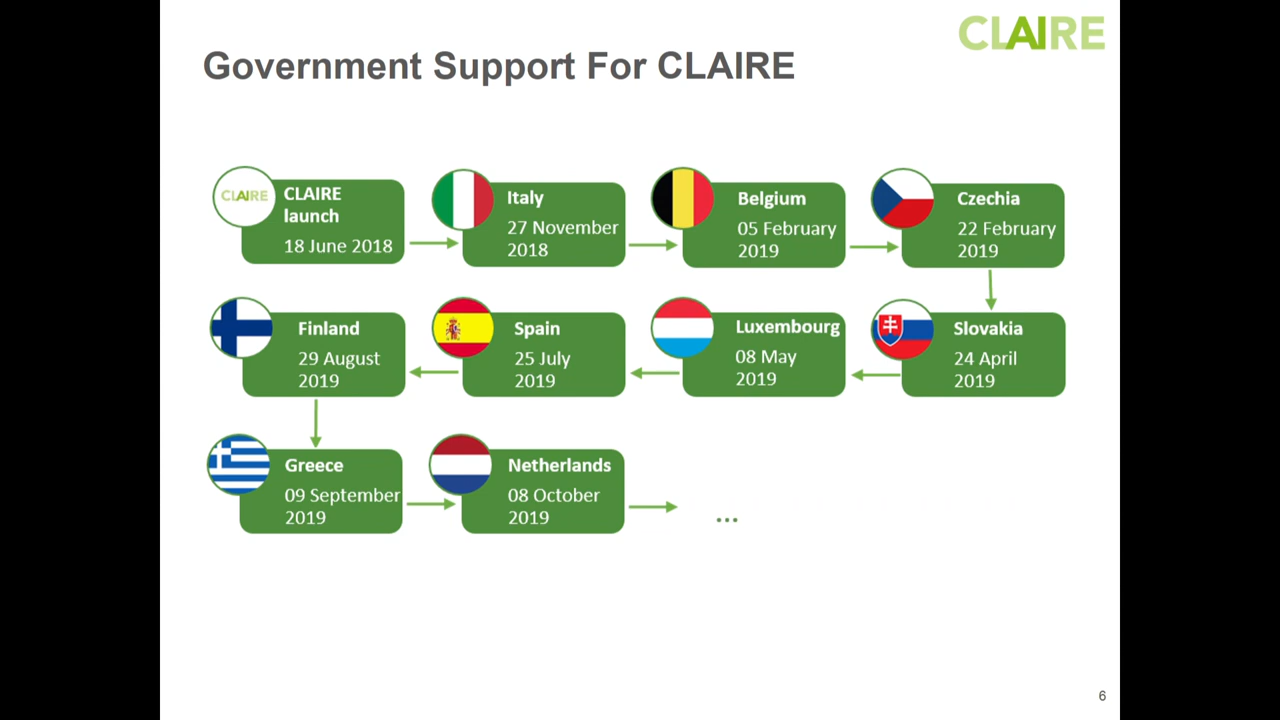 CLAIRE
Government Support For CLAIRE
CLAIRE
CLAIRE
launch
18 June 2018
Italy
27 November
2018
Belgium
05 February
2019
Czechia
22 February
2019
Slovakia
24 April
2019
Luxembourg
08 May
2019
Spain
25 July
2019
Finland
29 August
2019
Greece
09 September
2019
Netherlands
08 October
2019
...
6